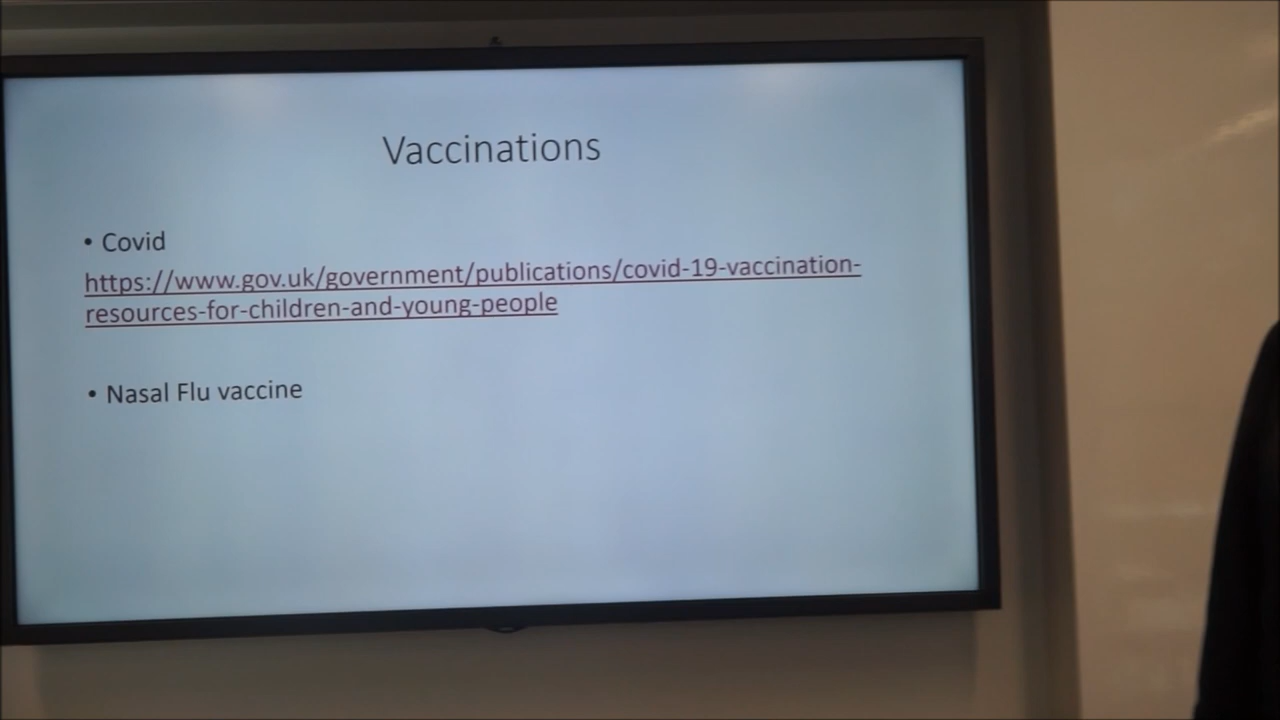 Vaccinations
• Covid
https://www.gov.uk/government/publications/covid-19-vaccination-
resources-for-children-and-young-people
• Nasal Flu vaccine